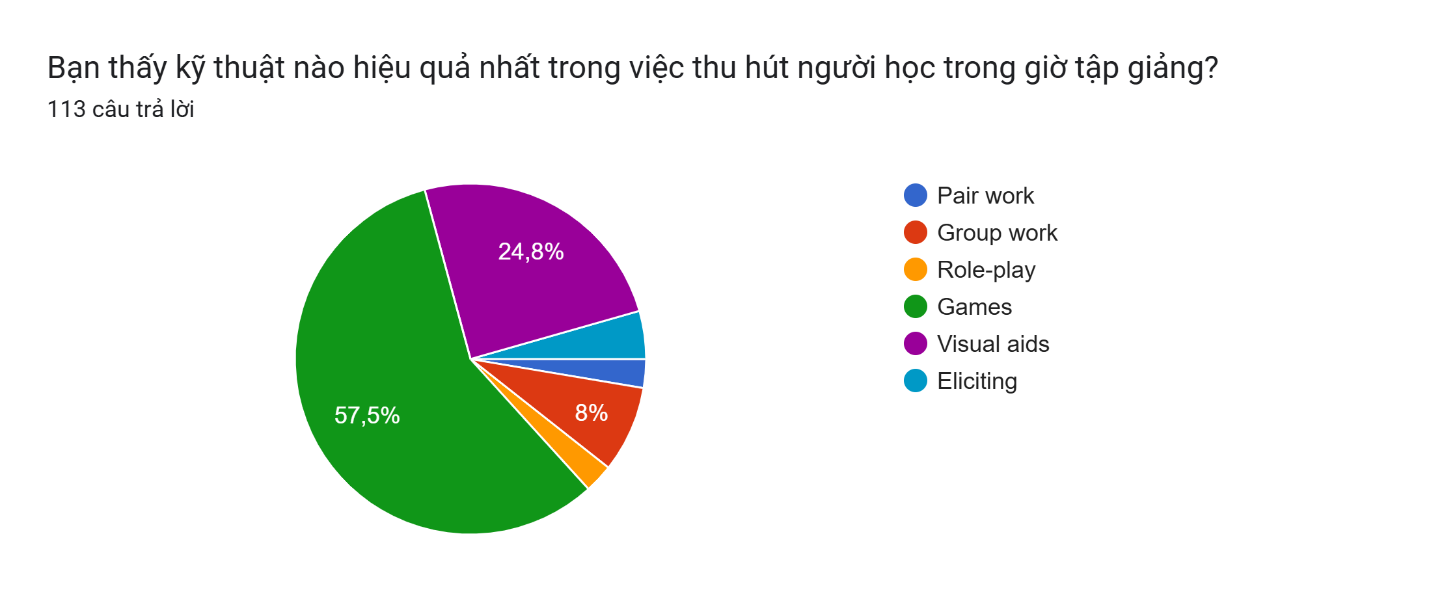 Bạn thấy kỹ thuật nào hiệu quả nhất trong việc thu hút người học trong giờ tập giảng?
113 câu trả lời
24,8%
57,5%
8%
Pair work
Group work
Role-play
Games
Visual aids
Eliciting